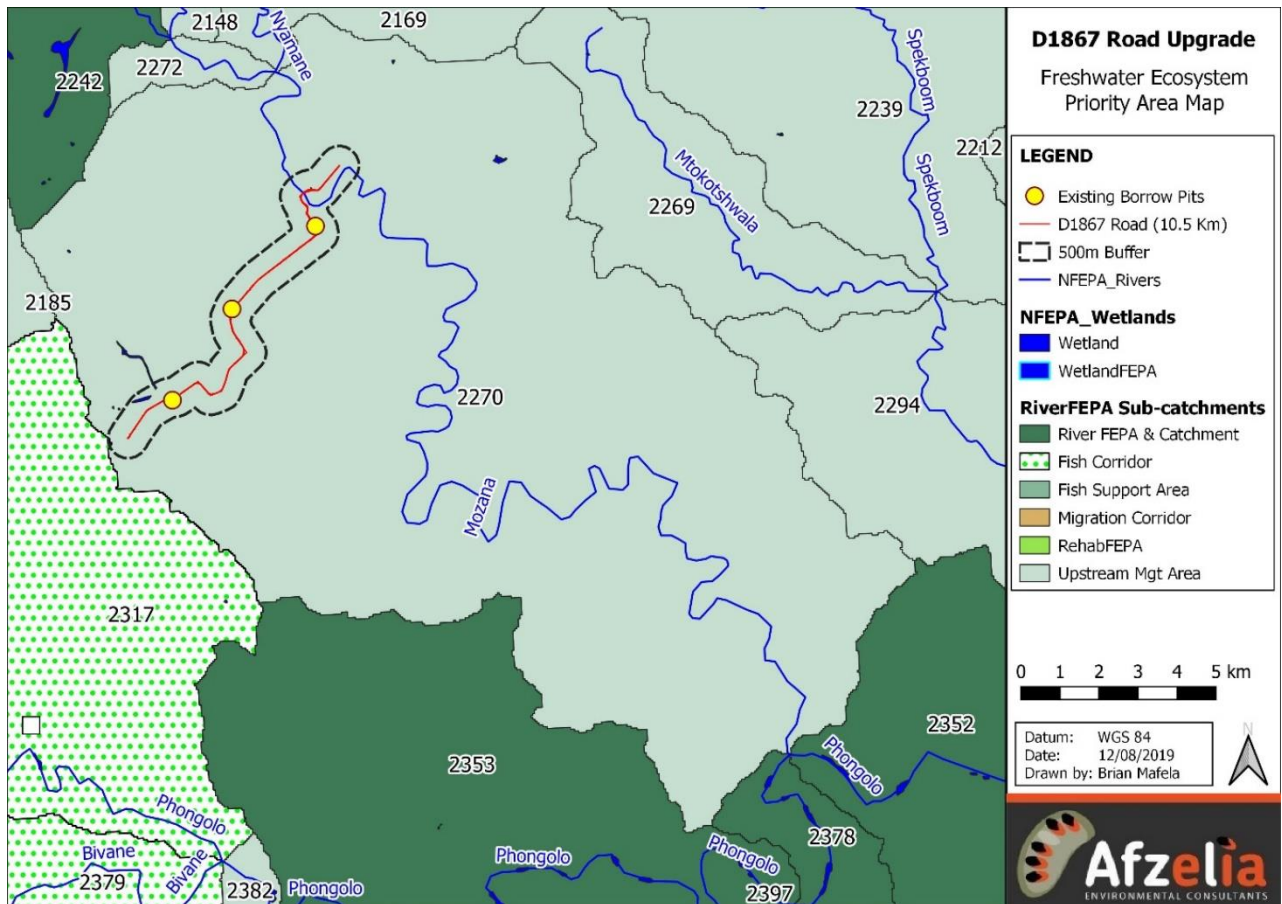 2148
2169
Nyamane
2242
2272
Spekboom
2239
2212
Mtokotshwala
2269
Spekboom
2185
2270
2294
Mozana
2317
2353
2352
Phongolo
Phongolo
Bivane
Bivane
2379
2382
Phongolo
Phongolo
Phongolo
2378
2397
D1867 Road Upgrade
Freshwater Ecosystem
Priority Area Map
LEGEND
Existing Borrow Pits
D1867 Road (10.5 Km)
500m Buffer
NFEPA_Rivers
NFEPA_Wetlands
Wetland
WetlandFEPA
RiverFEPA Sub-catchments
River FEPA & Catchment
Fish Corridor
Fish Support Area
Migration Corridor
RehabFEPA
Upstream Mgt Area
0 1 2 3 4 5 km
Datum: WGS 84
Date: 12/08/2019
Drawn by: Brian Mafela
N
Afzelia
ENVIRONMENTAL CONSULTANTS